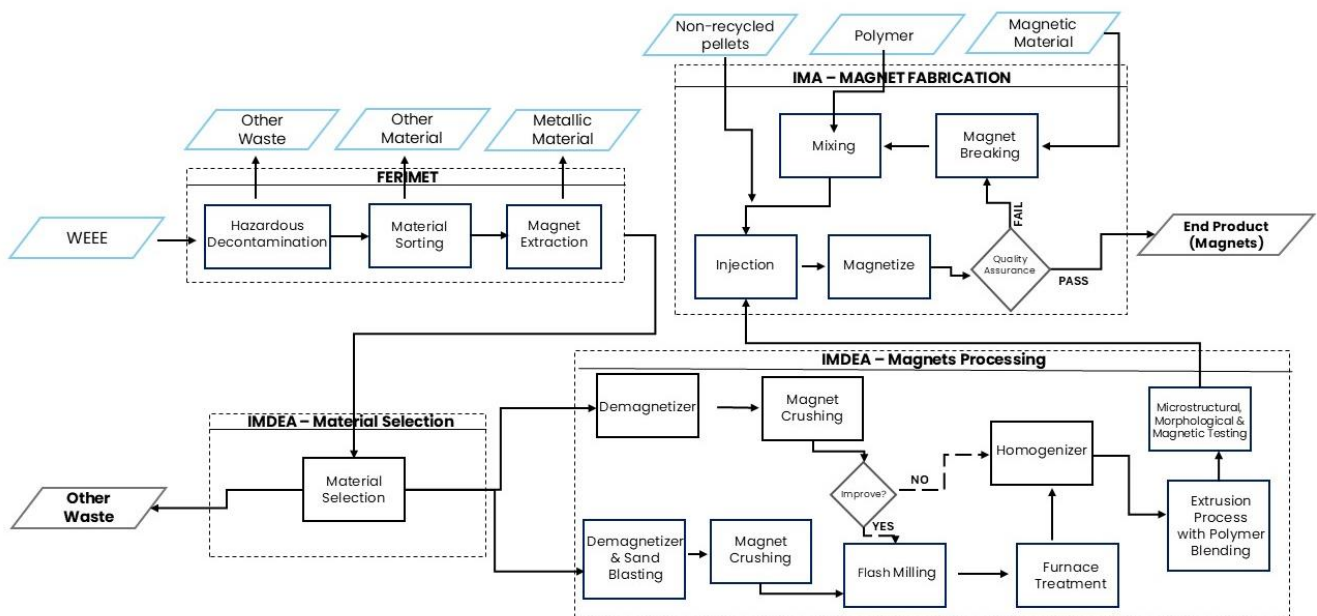 Non-recycled
pellets
Polymer
Magnetic
Material
IMA – MAGNET FABRICATION
Other
Waste
Other
Material
Metallic
Material
Mixing
Magnet
Breaking
FERIMET
WEEE
Hazardous
Decontamination
Material
Sorting
Magnet
Extraction
FAIL
End Product
(Magnets)
Injection
Magnetize
Quality
Assurance
PASS
IMDEA – Magnets Processing
IMDEA – Material Selection
Demagnetizer
Magnet
Crushing
Microstructural,
Morphological &
Magnetic Testing
Homogenizer
Material
Selection
Improve?
NO
Other
Waste
YES
Extrusion
Process
with Polymer
Blending
Demagnetizer
& Sand
Blasting
Magnet
Crushing
Flash Milling
Furnace
Treatment